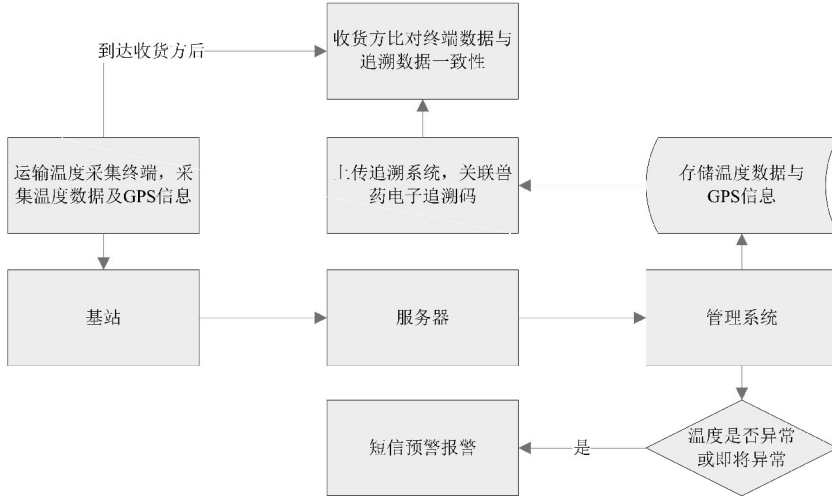 到达收货方后
收货方比对终端数据与
追溯数据一致性
运输温度采集终端，采
集温度数据及GPS信息
上传追溯系统，关联兽
药电子追溯码
存储温度数据与
GPS信息
基站
服务器
管理系统
短信预警报警
是
温度是否异常
或即将异常